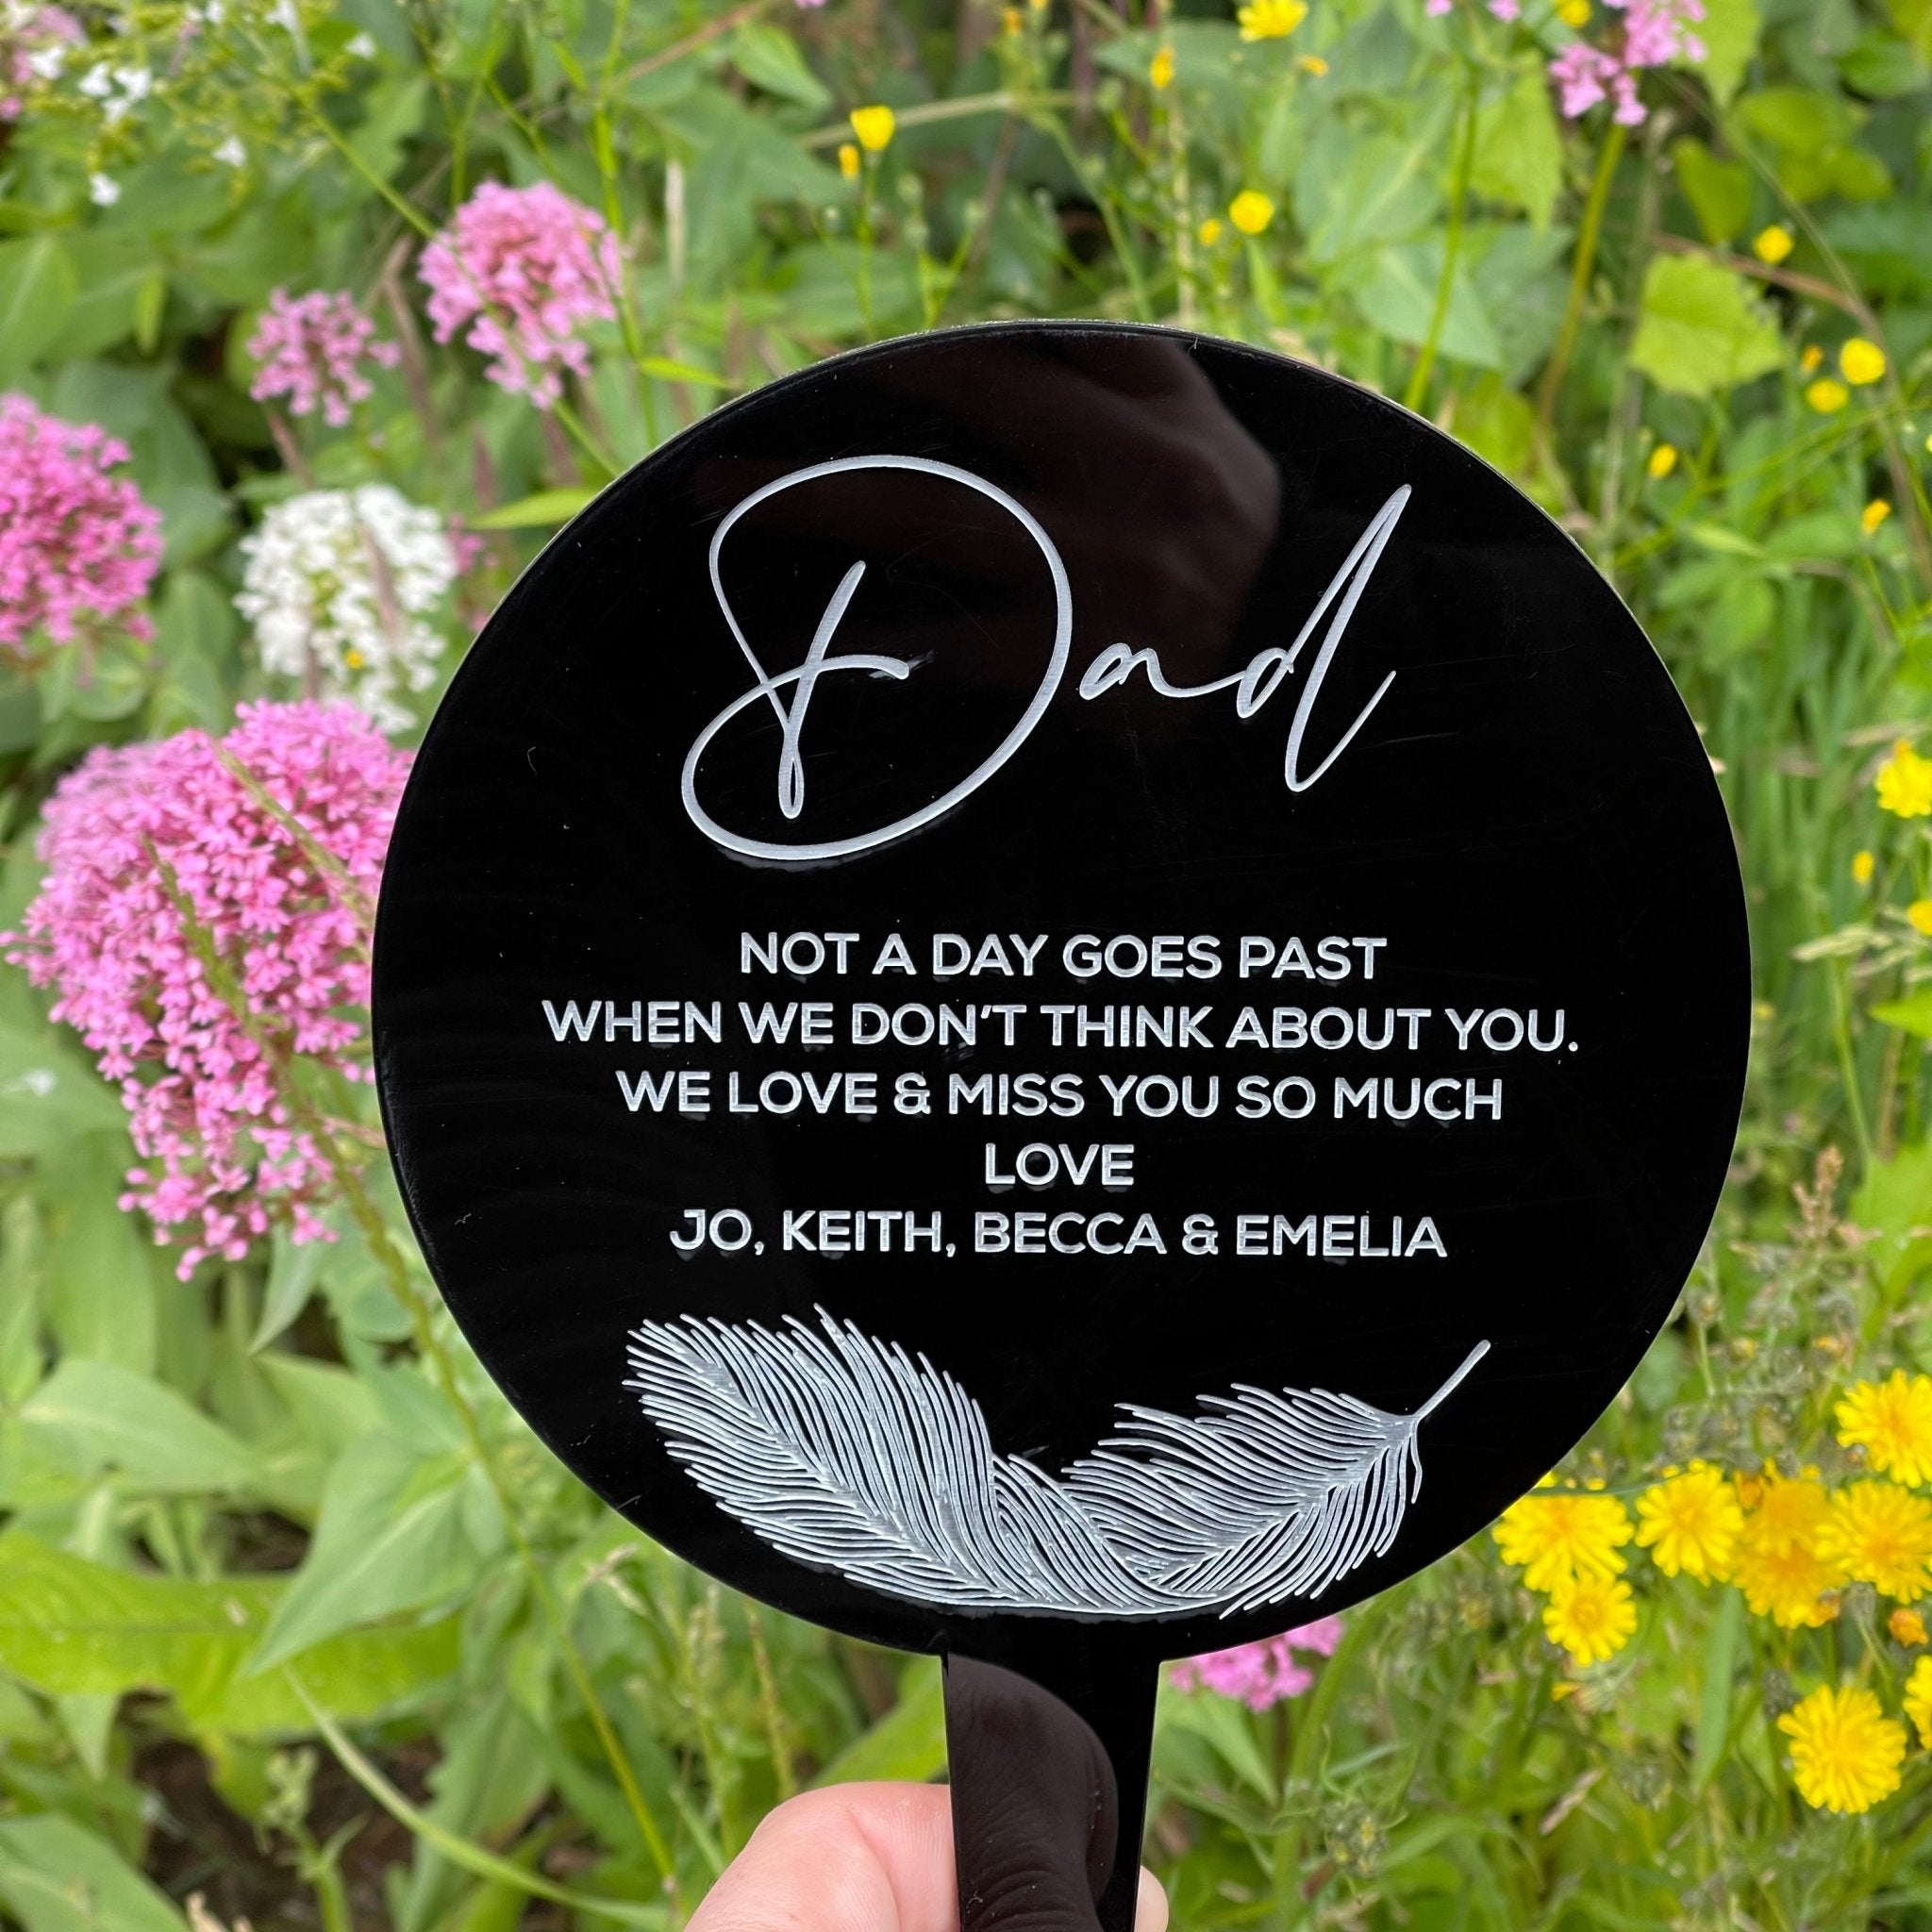 Dad
NOT A DAY GOES PAST
WHEN WE DON'T THINK ABOUT YOU.
WE LOVE & MISS YOU SO MUCH
LOVE
JO, KEITH, BECCA & EMELIA